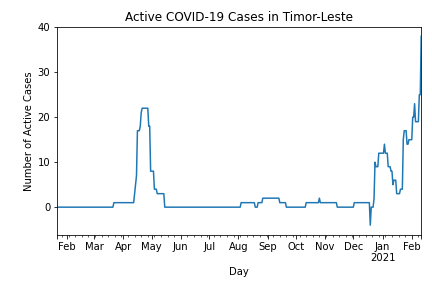 Active COVID-19 Cases in Timor-Leste
40
30
20
10
0
Number of Active Cases
Feb Mar Apr May Jun Jul Aug Sep Oct Nov Dec Jan Feb
2021
Day